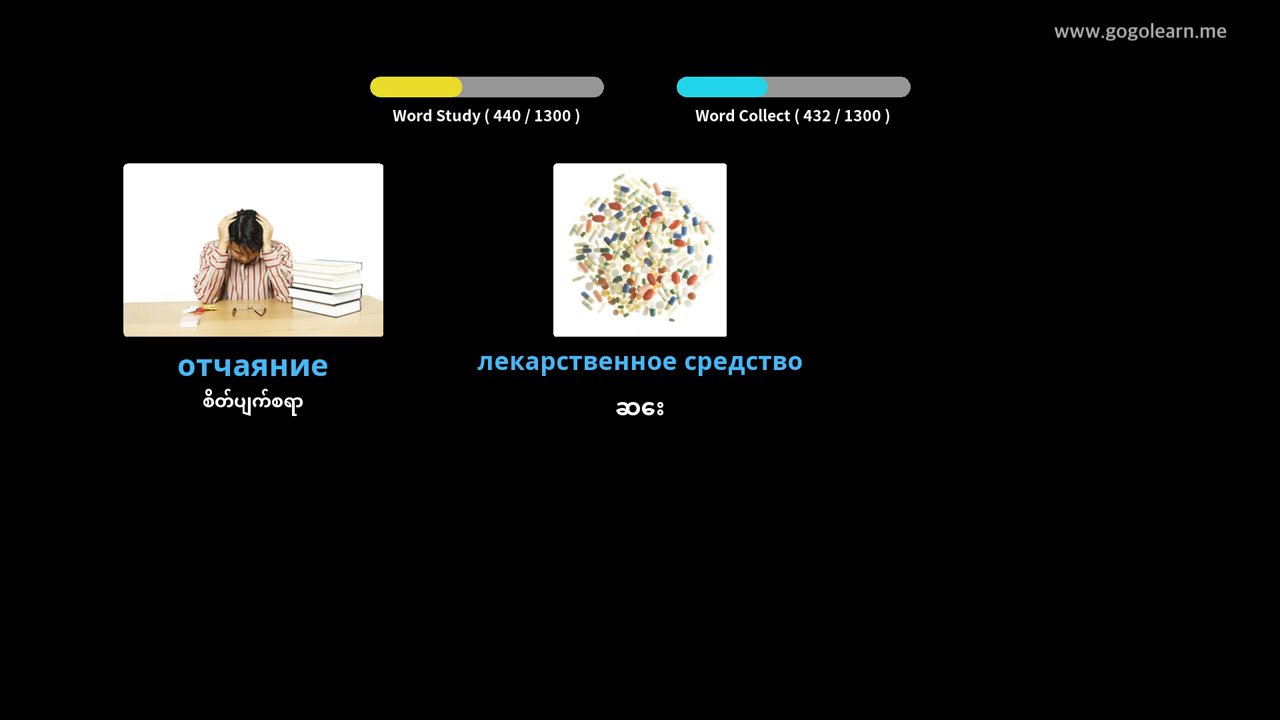 www.gogolearn.me
Word Study ( 440 / 1300 )
Word Collect ( 432 / 1300 )
отчаяние
စိတ်ပျက်စရာ
лекарственное средство
ဆေး